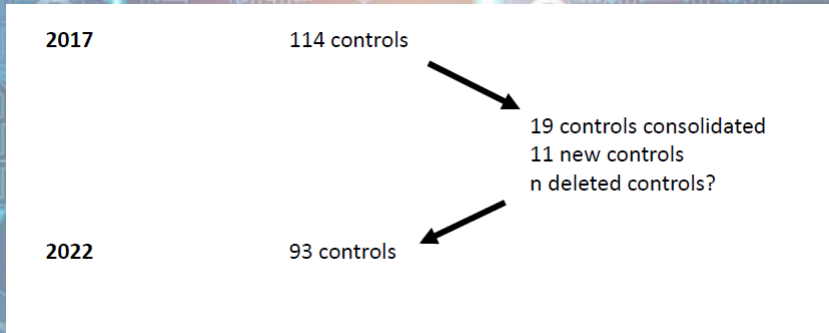 2017 114 controls
19 controls consolidated
11 new controls
n deleted controls?
2022 93 controls